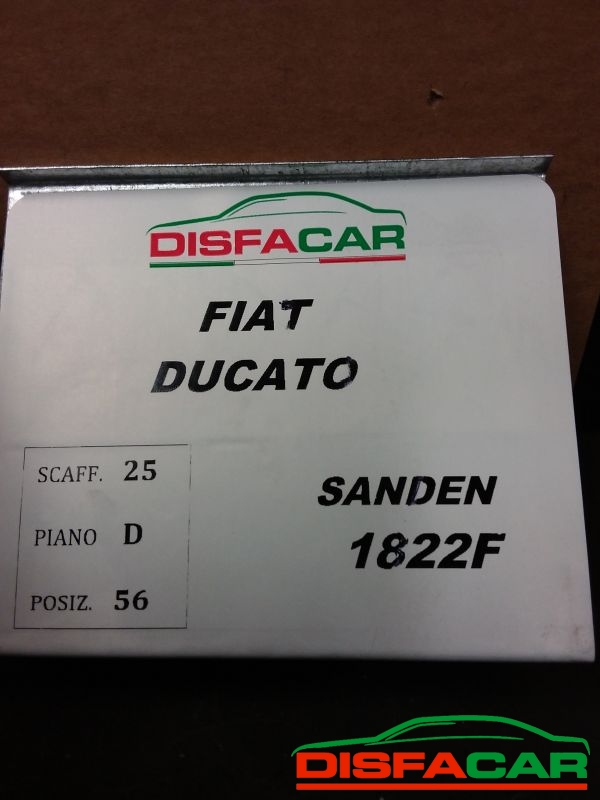 DISFACAR
FIAT
DUCATO
SCAFF. 25
PIANO D
POSIZ. 56
SANDEN
1822F
DISFACAR